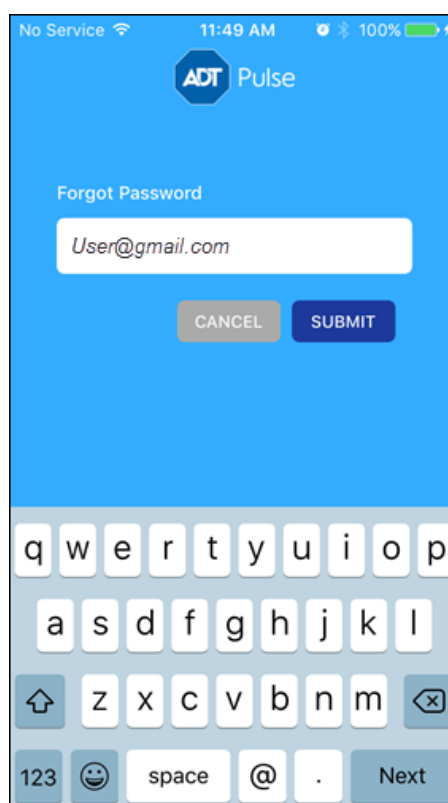 No Service 11:49 AM 100%
ADT Pulse
Forgot Password
User@gmail.com
CANCEL SUBMIT
q w e r t y u i o p
a s d f g h j k l
z x c v b n m
123 space @ . Next